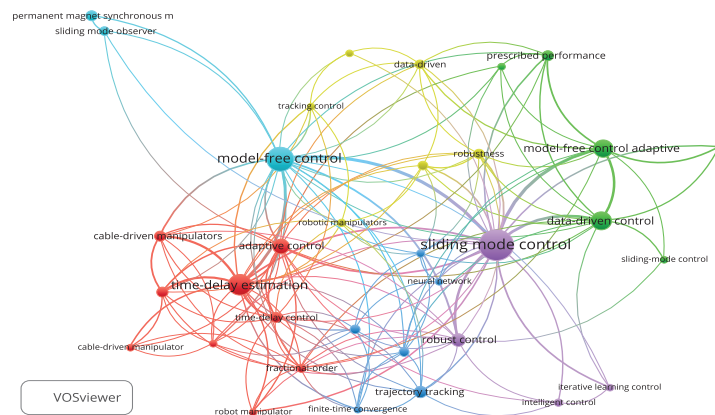 permanent magnet synchronous m
sliding mode observer
data-driven
prescribed performance
tracking control
model-free control
robustness
model-free control adaptive
robotic manipulators
data-driven control
cable-driven manipulators
adaptive control
sliding mode control
sliding-mode control
time-delay estimation
neural network
time-delay control
robust control
cable-driven manipulator
fractional-order
iterative learning control
trajectory tracking
intelligent control
VOSviewer
robot manipulator
finite-time convergence